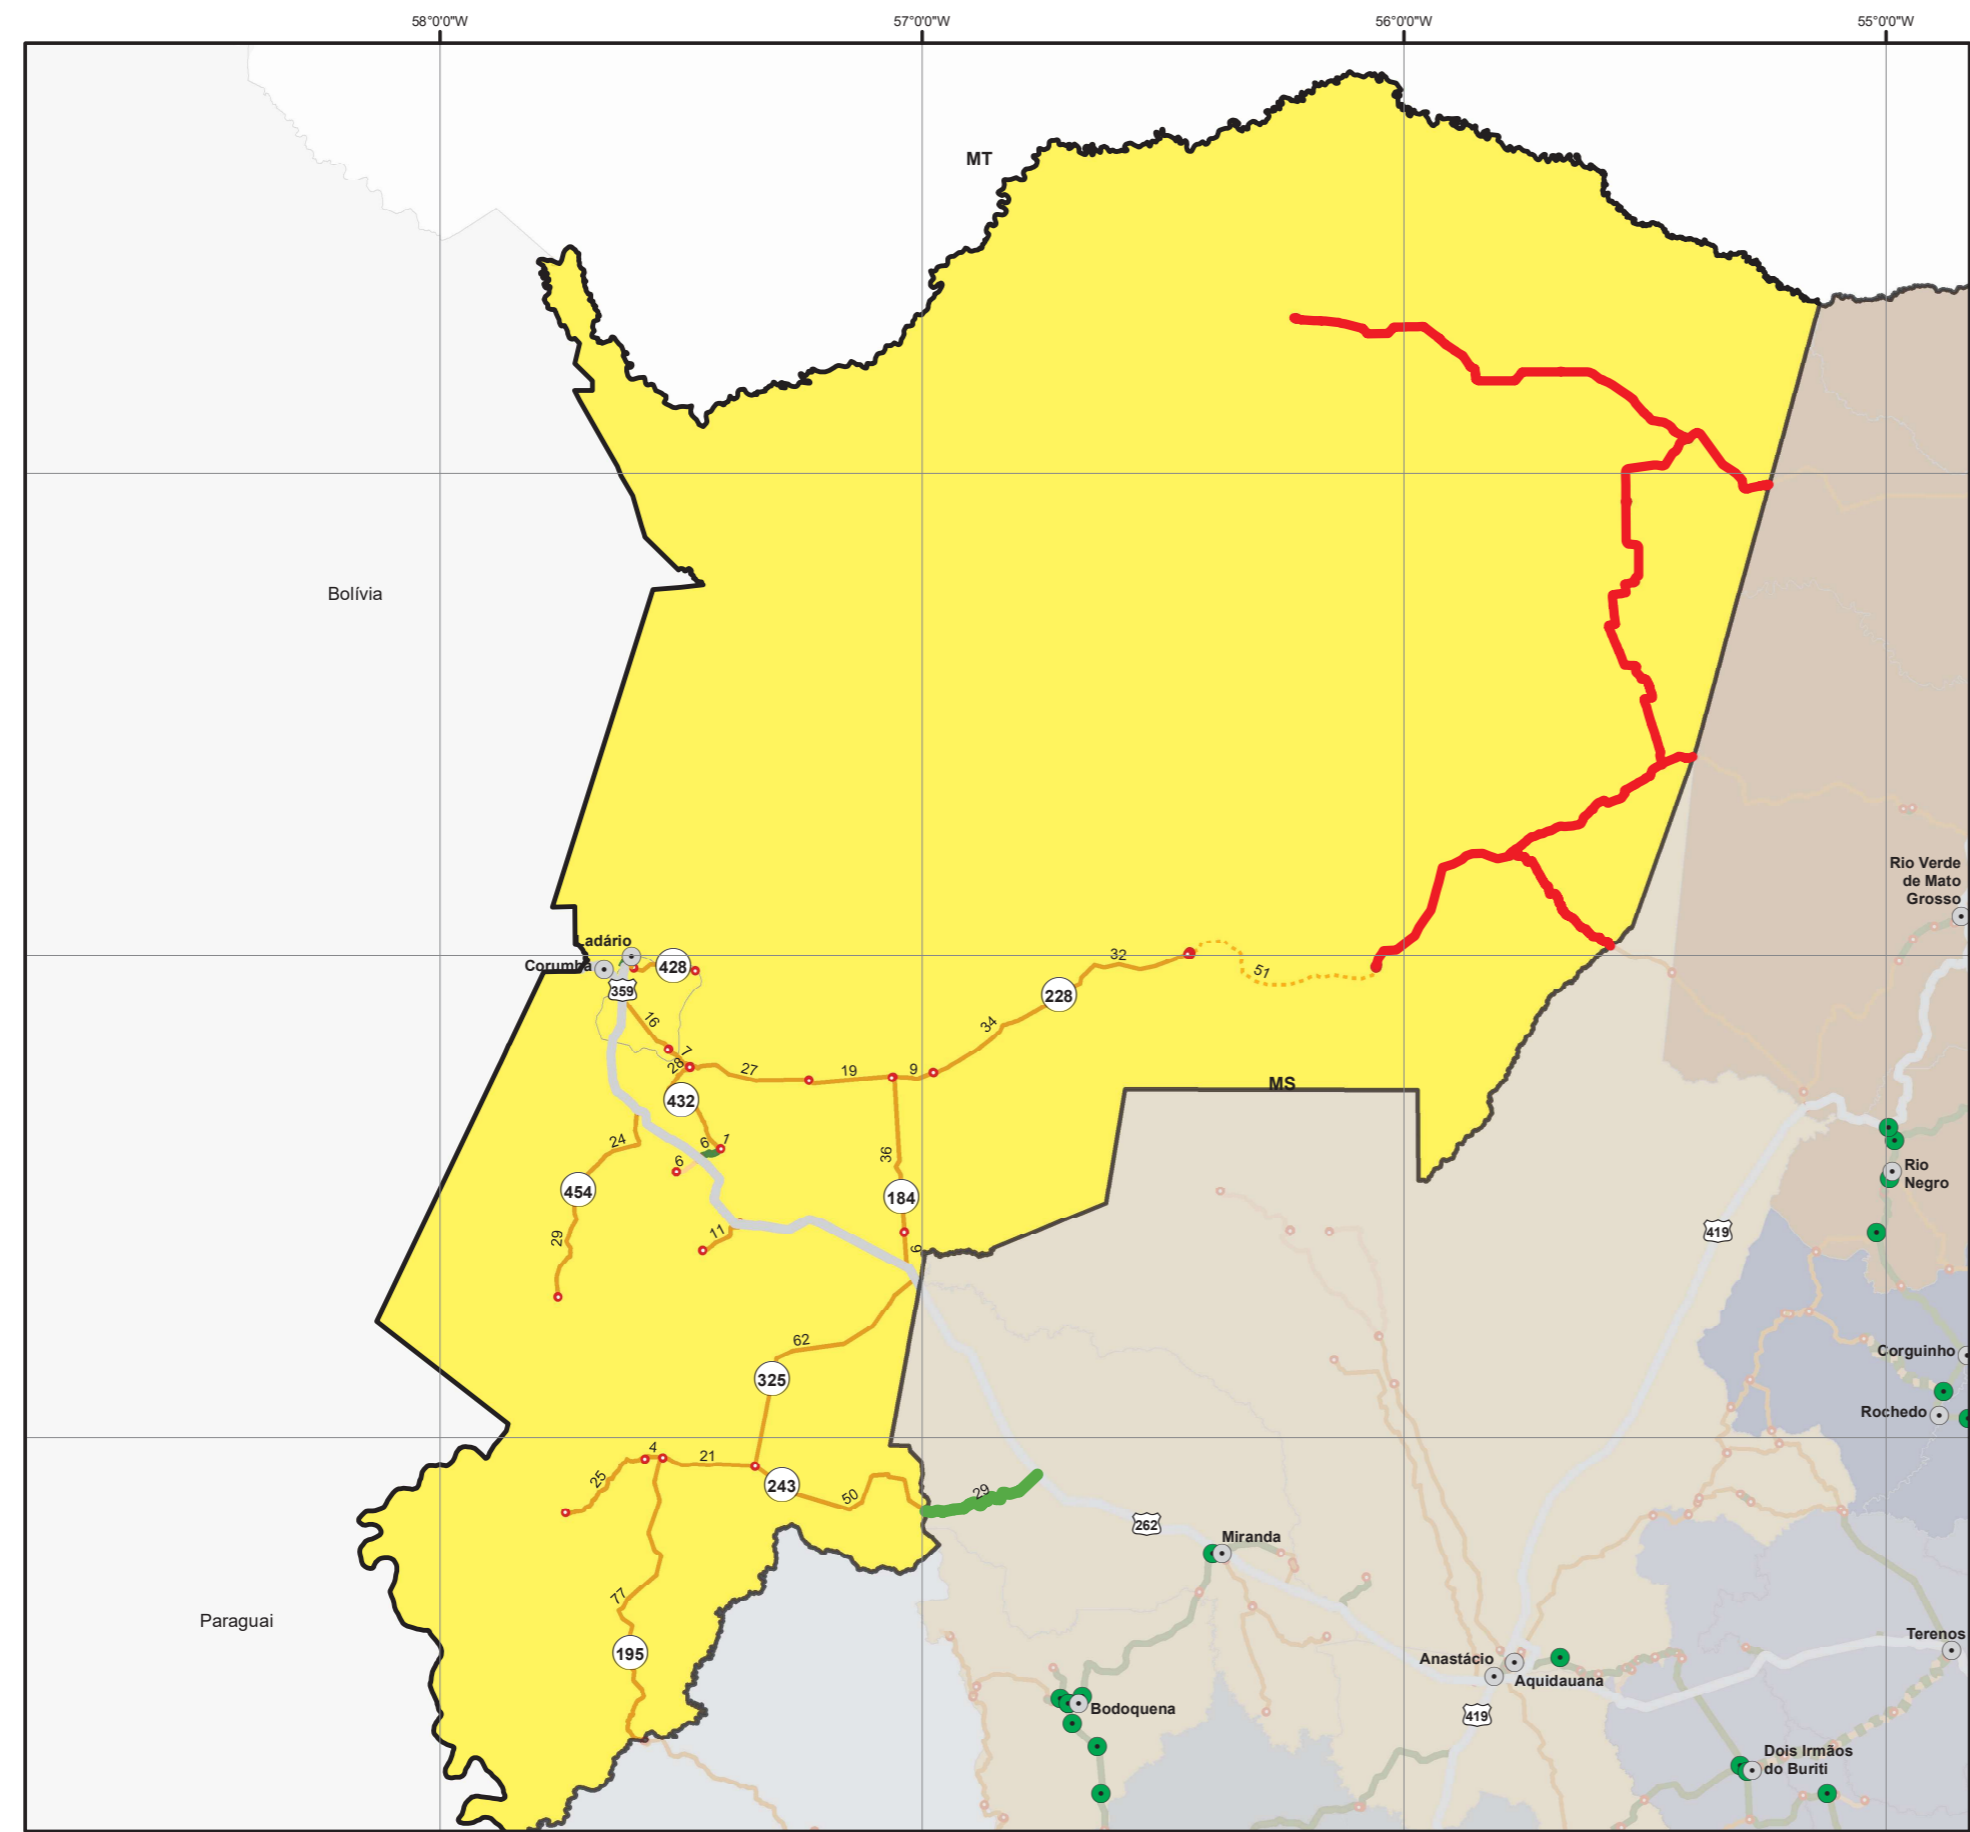 58°0'0"W
57°0'0"W
56°0'0"W
55°0'0"W
MT
Bolívia
Rio Verde
de Mato
Grosso
Ladário
Corumbá
428
359
32
51
228
16
7
28
27
19
9
34
432
MS
24
6
1
6
36
454
184
Rio
Negro
29
11
6
419
62
325
Corguinho
Rochedo
4
21
25
243
50
29
262
Miranda
77
Paraguai
195
Anastácio
Aquidauana
Terenos
419
Bodoquena
Dois Irmãos
do Buriti